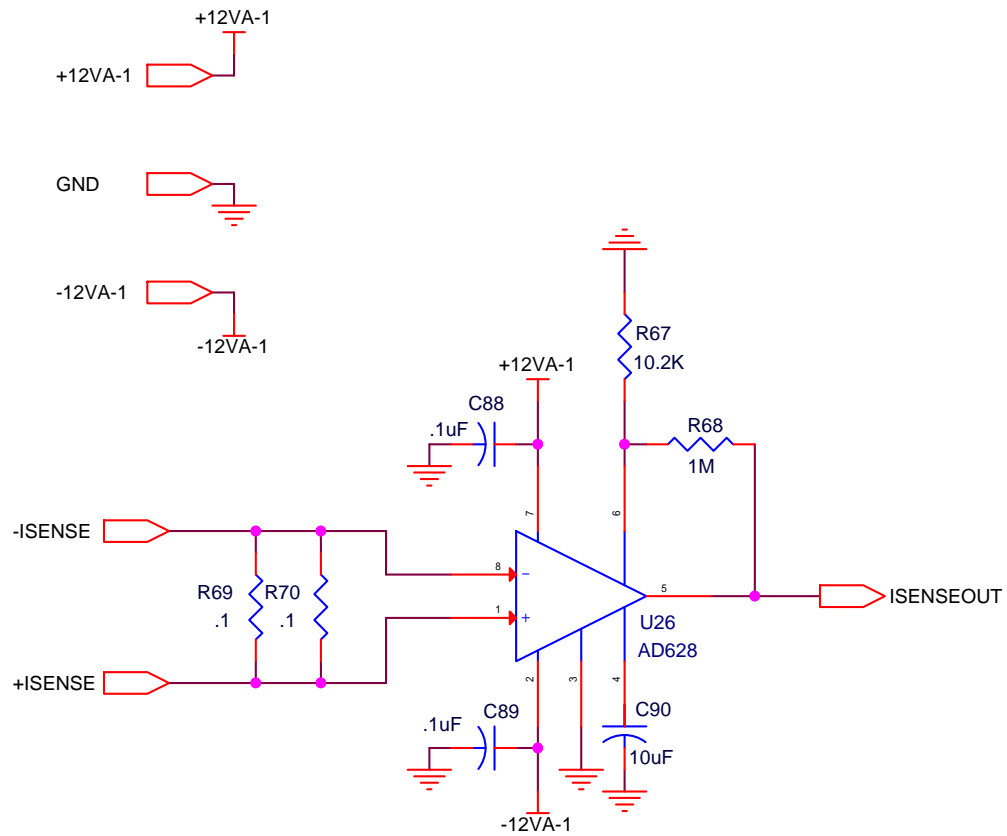 +12VA-1
+12VA-1
GND
-12VA-1
-12VA-1
R67
10.2K
+12VA-1
C88
.1uF
R68
1M
7
6
-ISENSE
8
−
R69
.1
R70
.1
1
+
5
ISENSEOUT
U26
AD628
+ISENSE
2
3
4
C89
.1uF
C90
10uF
-12VA-1